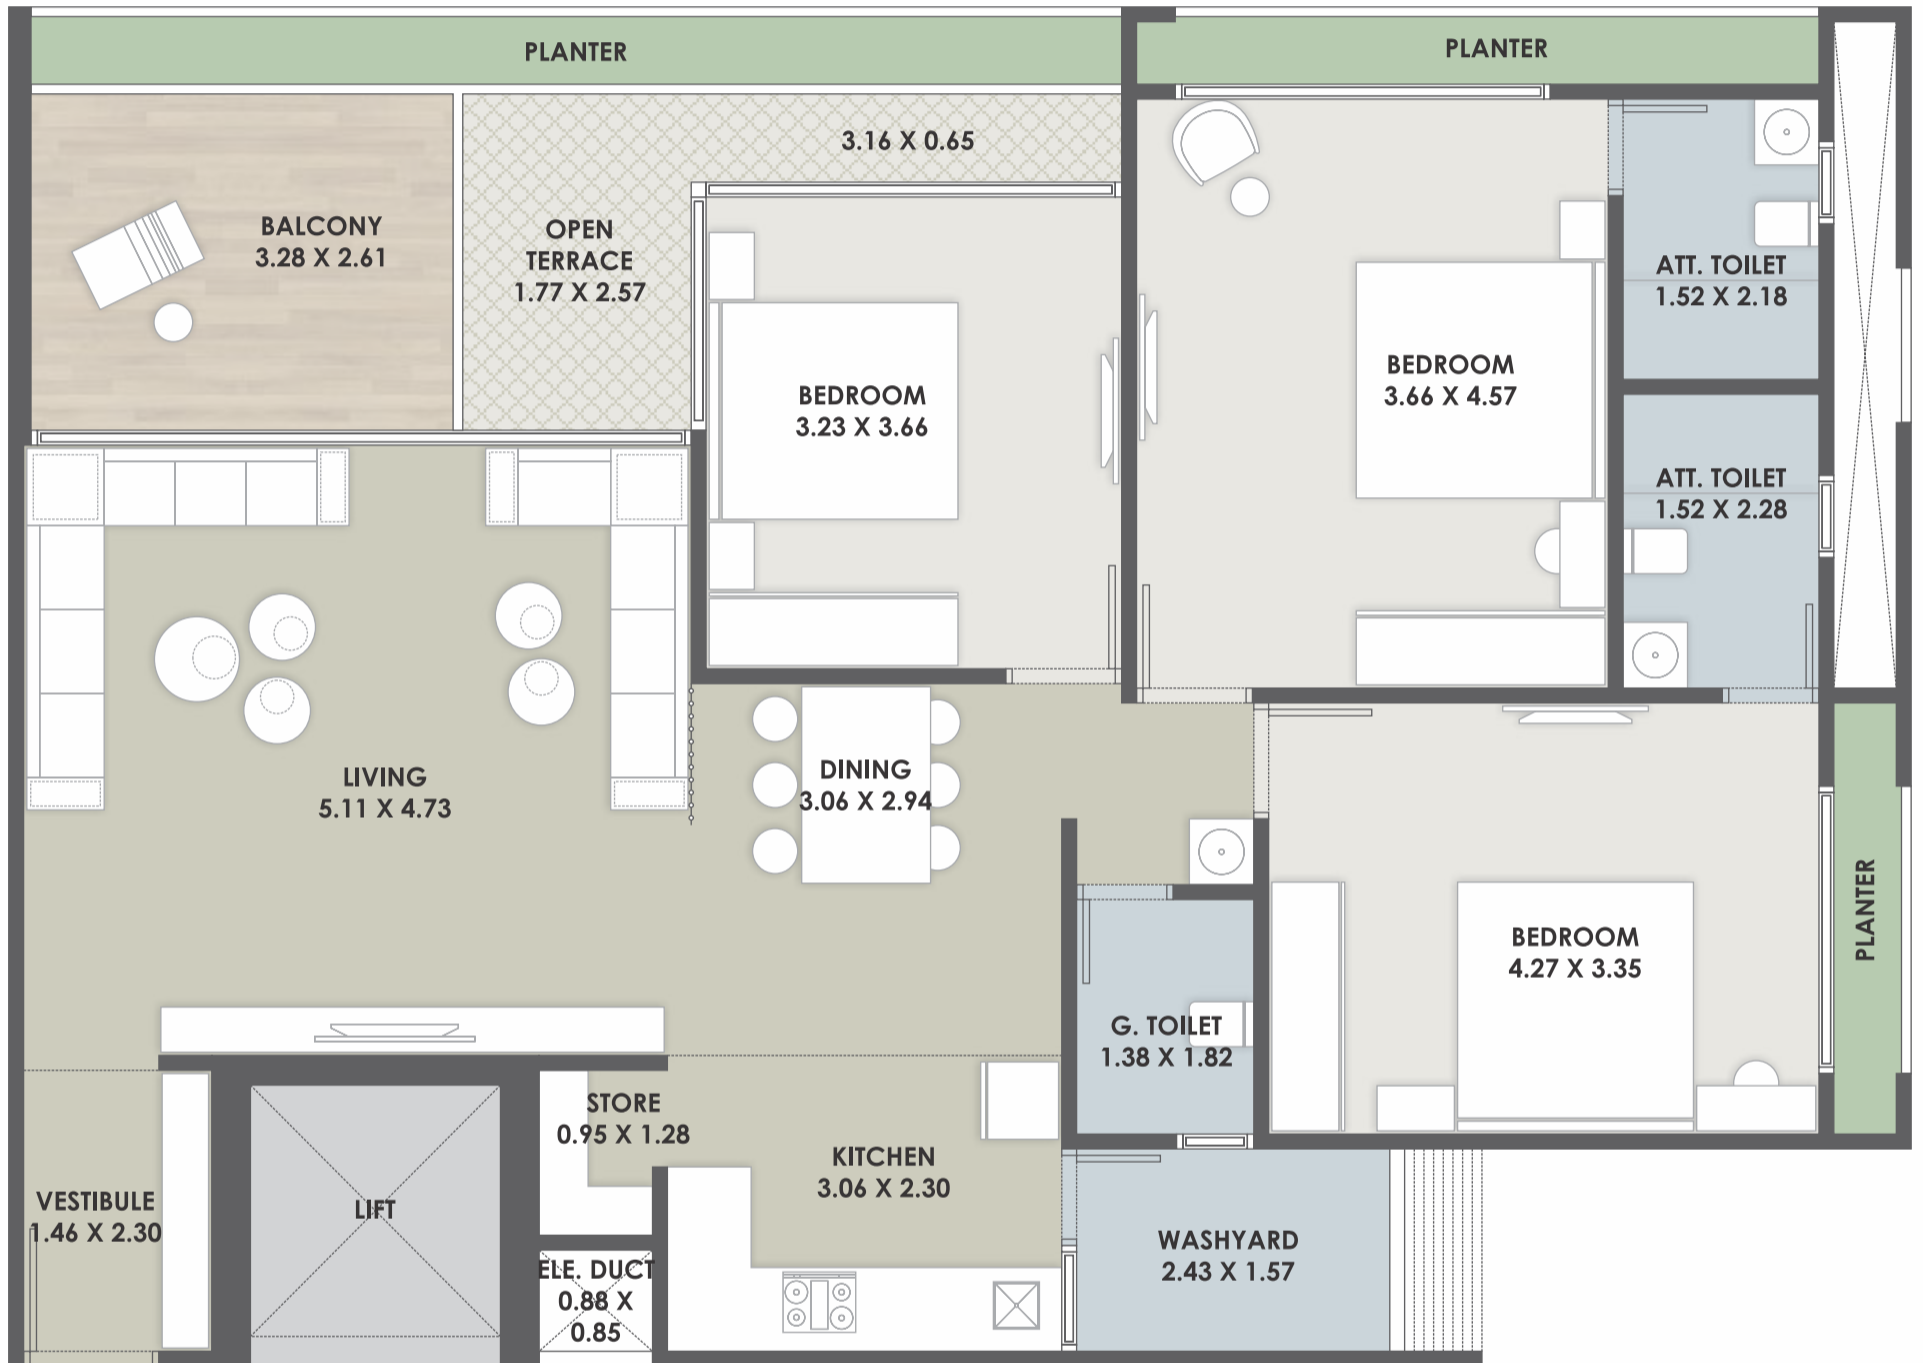 PLANTER
PLANTER
3.16 X 0.65
BALCONY
3.28 X 2.61
OPEN
TERRACE
1.77 X 2.57
BEDROOM
3.23 X 3.66
BEDROOM
3.66 X 4.57
ATT. TOILET
1.52 X 2.18
ATT. TOILET
1.52 X 2.28
LIVING
5.11 X 4.73
DINING
3.06 X 2.94
BEDROOM
4.27 X 3.35
PLANTER
G. TOILET
1.38 X 1.82
STORE
0.95 X 1.28
KITCHEN
3.06 X 2.30
VESTIBULE
1.46 X 2.30
LIFT
WASHYARD
2.43 X 1.57
ELE. DUCT
0.88 X
0.85